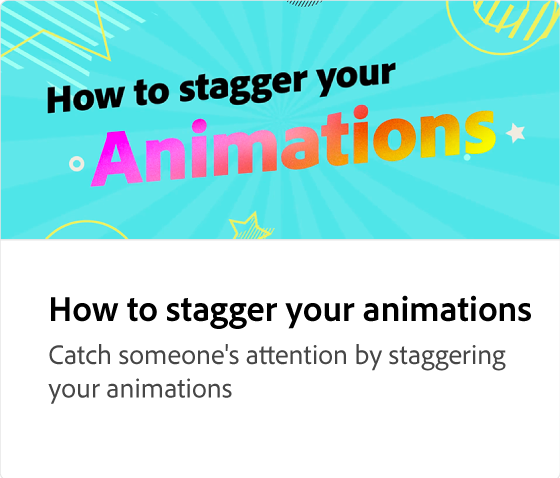 How to stagger your
Animations
How to stagger your animations
Catch someone's attention by staggering
your animations